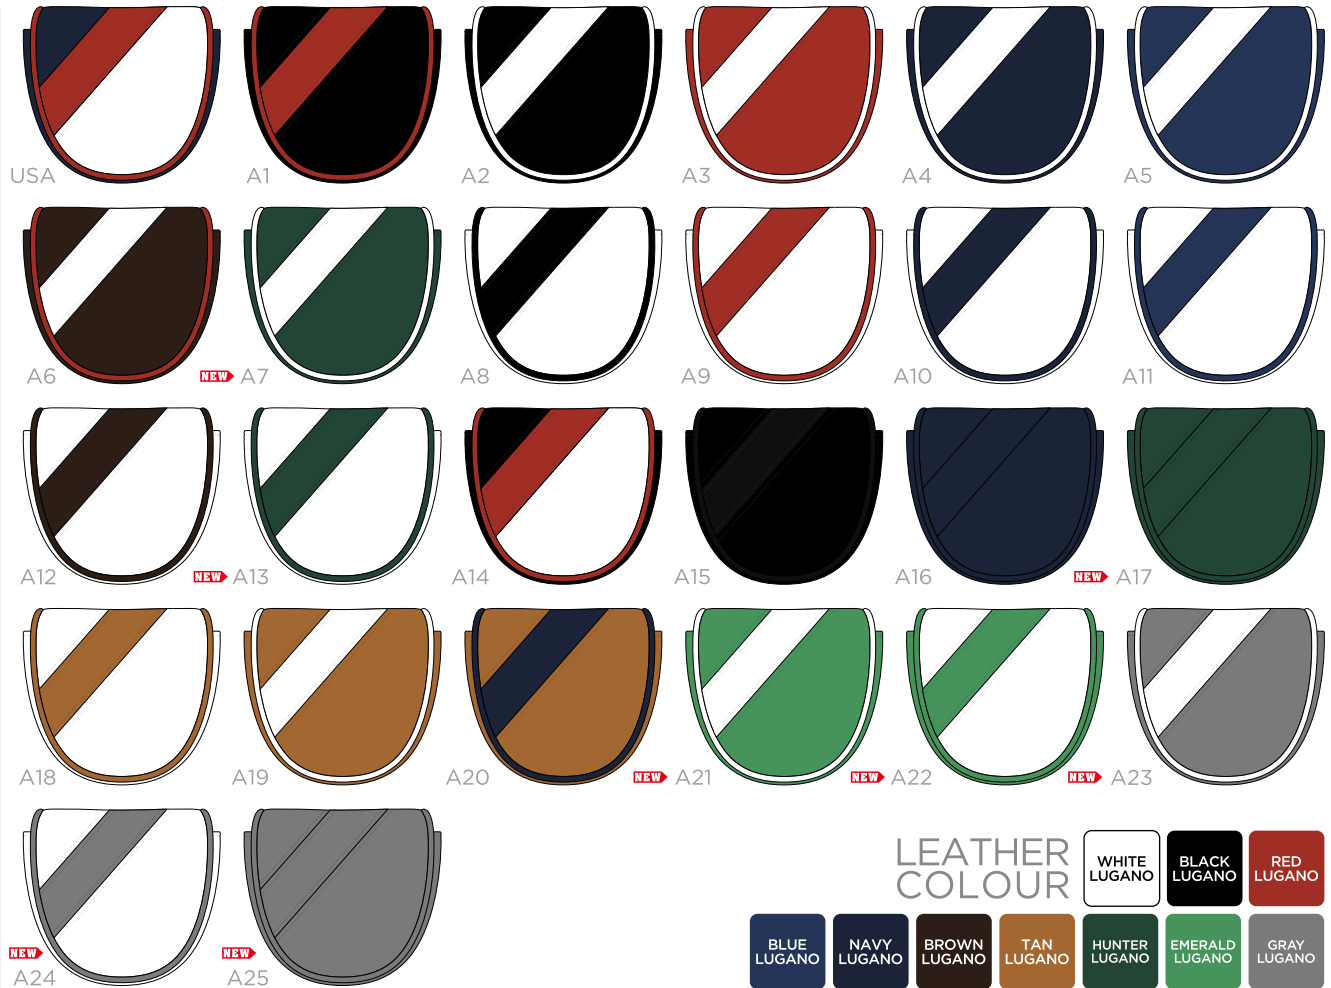 USA
A1
A2
A3
A4
A5
A6
NEW A7
A8
A9
A10
A11
A12
NEW A13
A14
A15
A16
NEW A17
A18
A19
A20
NEW A21
NEW A22
NEW A23
NEW
A24
NEW
A25
LEATHER
COLOUR
WHITE
LUGANO
BLACK
LUGANO
RED
LUGANO
BLUE
LUGANO
NAVY
LUGANO
BROWN
LUGANO
TAN
LUGANO
HUNTER
LUGANO
EMERALD
LUGANO
GRAY
LUGANO